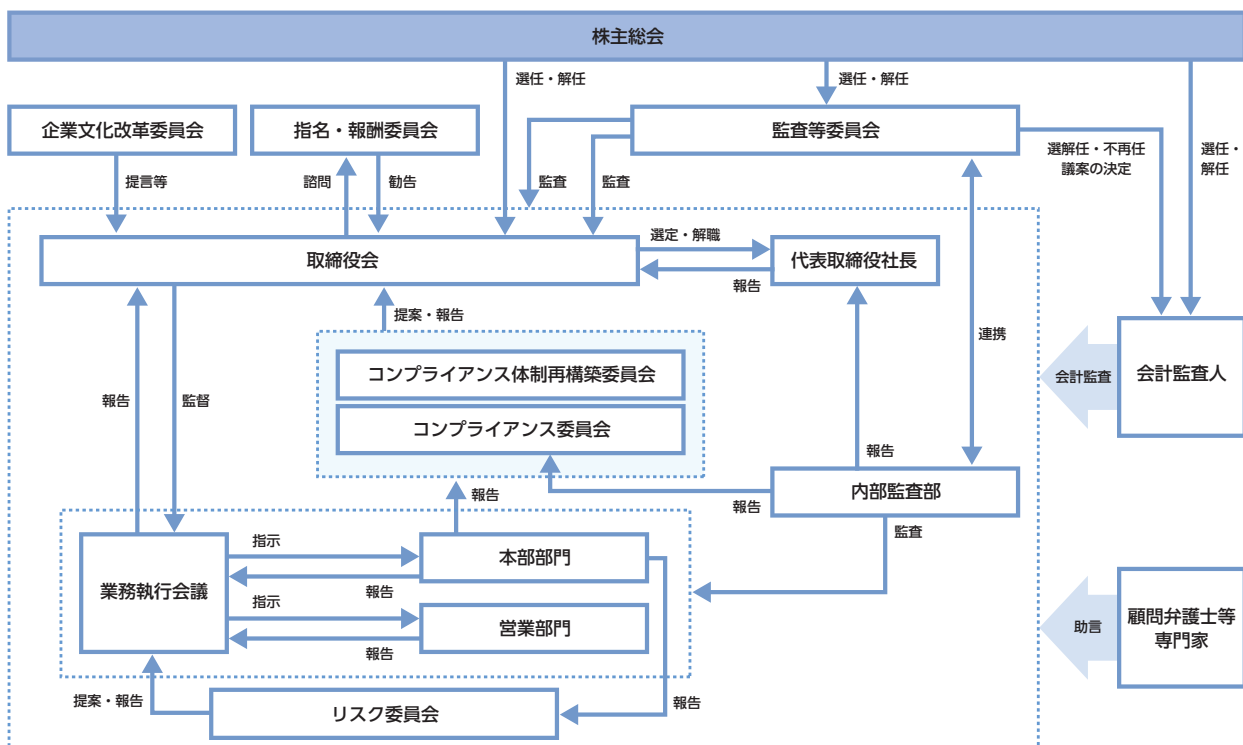 株主総会
選任・解任
選任・解任
企業文化改革委員会
指名・報酬委員会
監査等委員会
選解任・不再任
議案の決定
選任・
解任
提言等
諮問
勧告
監査
監査
取締役会
選定・解職
代表取締役社長
報告
提案・報告
連携
コンプライアンス体制再構築委員会
会計監査
会計監査人
報告
監督
コンプライアンス委員会
報告
内部監査部
報告
報告
監査
業務執行会議
指示
本部部門
報告
指示
営業部門
報告
助言
顧問弁護士等
専門家
提案・報告
リスク委員会
報告